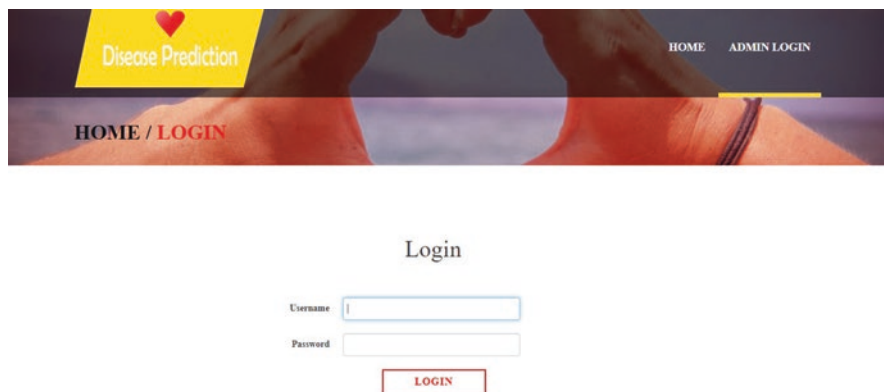 Disease Prediction
HOME ADMIN LOGIN
HOME / LOGIN
Login
Username
Password
LOGIN